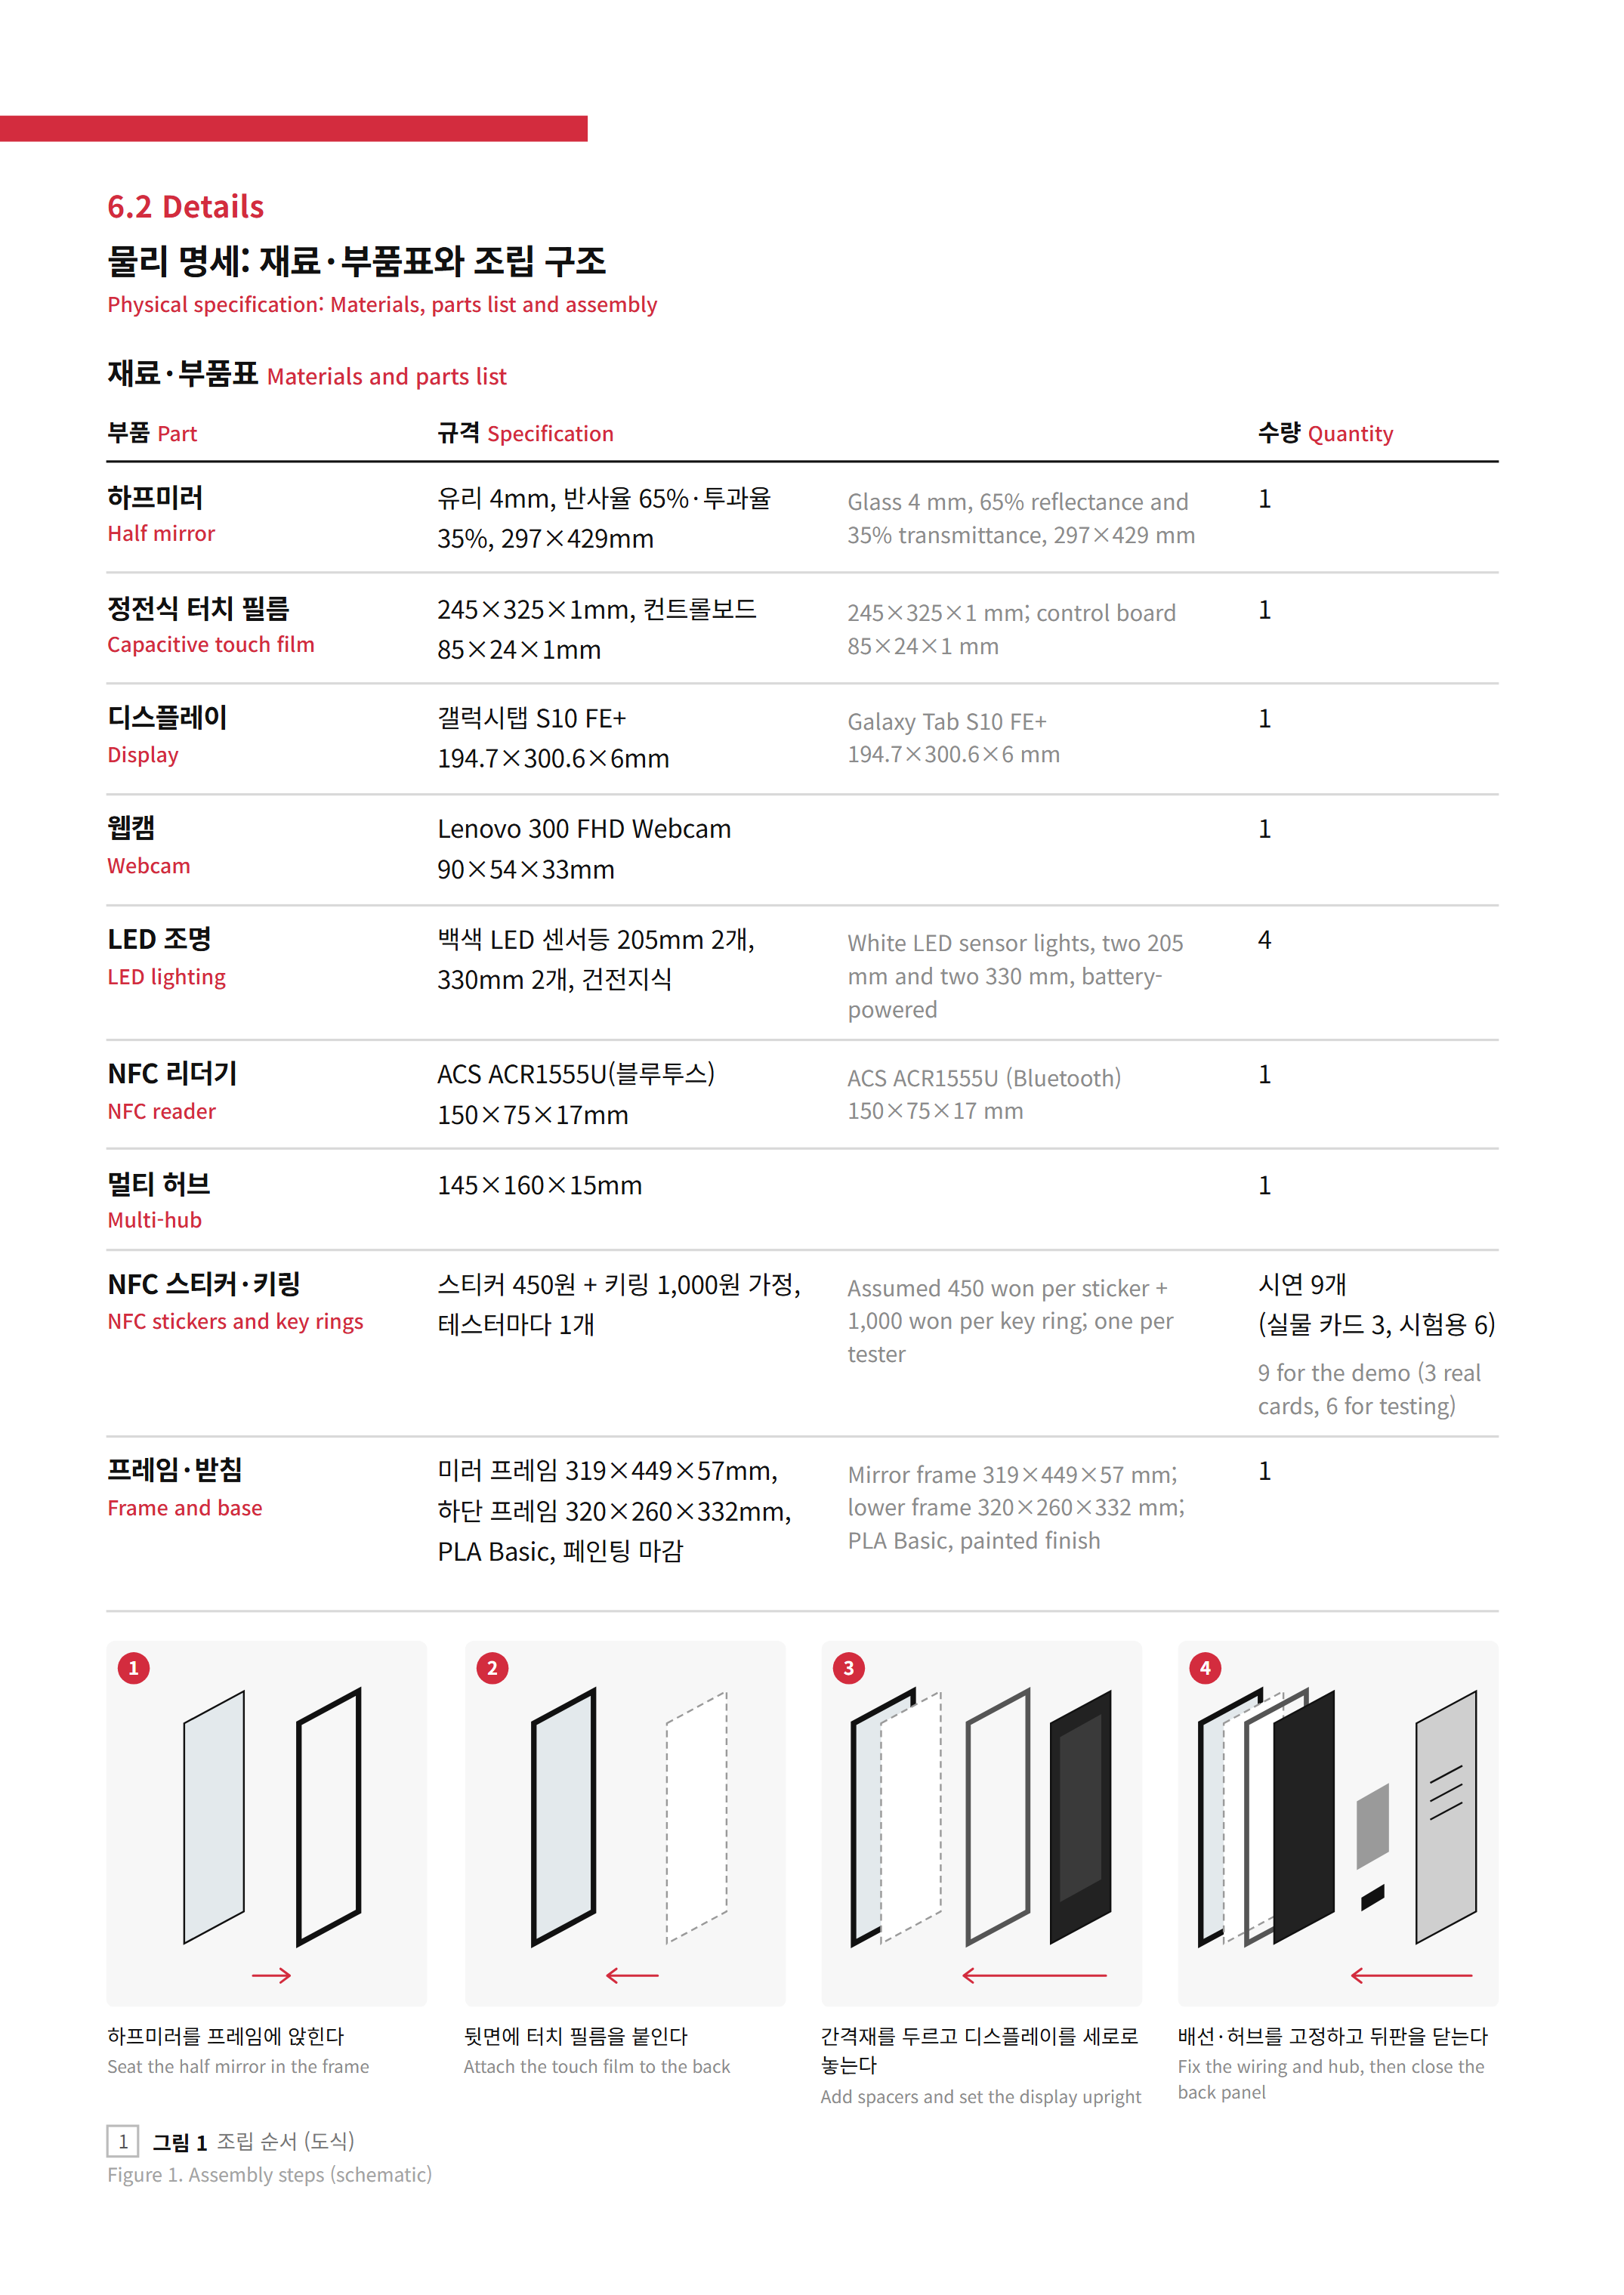 6.2 Details
물리 명세: 재료·부품표와 조립 구조
Physical specification: Materials, parts list and assembly
재료·부품표 Materials and parts list
부품 Part
규격 Specification
수량 Quantity
하프미러
Half mirror
유리 4mm, 반사율 65%·투과율
35%, 297×429mm
Glass 4 mm, 65% reflectance and
35% transmittance, 297×429 mm
1
정전식 터치 필름
Capacitive touch film
245×325×1mm, 컨트롤보드
85×24×1mm
245×325×1 mm; control board
85×24×1 mm
1
디스플레이
Display
갤럭시탭 S10 FE+
194.7×300.6×6mm
Galaxy Tab S10 FE+
194.7×300.6×6 mm
1
웹캠
Webcam
Lenovo 300 FHD Webcam
90×54×33mm
1
LED 조명
LED lighting
백색 LED 센서등 205mm 2개,
330mm 2개, 건전지식
White LED sensor lights, two 205
mm and two 330 mm, battery-
powered
4
NFC 리더기
NFC reader
ACS ACR1555U(블루투스)
150×75×17mm
ACS ACR1555U (Bluetooth)
150×75×17 mm
1
멀티 허브
Multi-hub
145×160×15mm
1
NFC 스티커·키링
NFC stickers and key rings
스티커 450원 + 키링 1,000원 가정,
테스터마다 1개
Assumed 450 won per sticker +
1,000 won per key ring; one per
tester
시연 9개
(실물 카드 3, 시험용 6)
9 for the demo (3 real
cards, 6 for testing)
프레임·받침
Frame and base
미러 프레임 319×449×57mm,
하단 프레임 320×260×332mm,
PLA Basic, 페인팅 마감
Mirror frame 319×449×57 mm;
lower frame 320×260×332 mm;
PLA Basic, painted finish
1
1
2
3
4
하프미러를 프레임에 앉힌다
Seat the half mirror in the frame
뒷면에 터치 필름을 붙인다
Attach the touch film to the back
간격재를 두르고 디스플레이를 세로로
놓는다
Add spacers and set the display upright
배선·허브를 고정하고 뒤판을 닫는다
Fix the wiring and hub, then close the
back panel
1 그림 1 조립 순서 (도식)
Figure 1. Assembly steps (schematic)